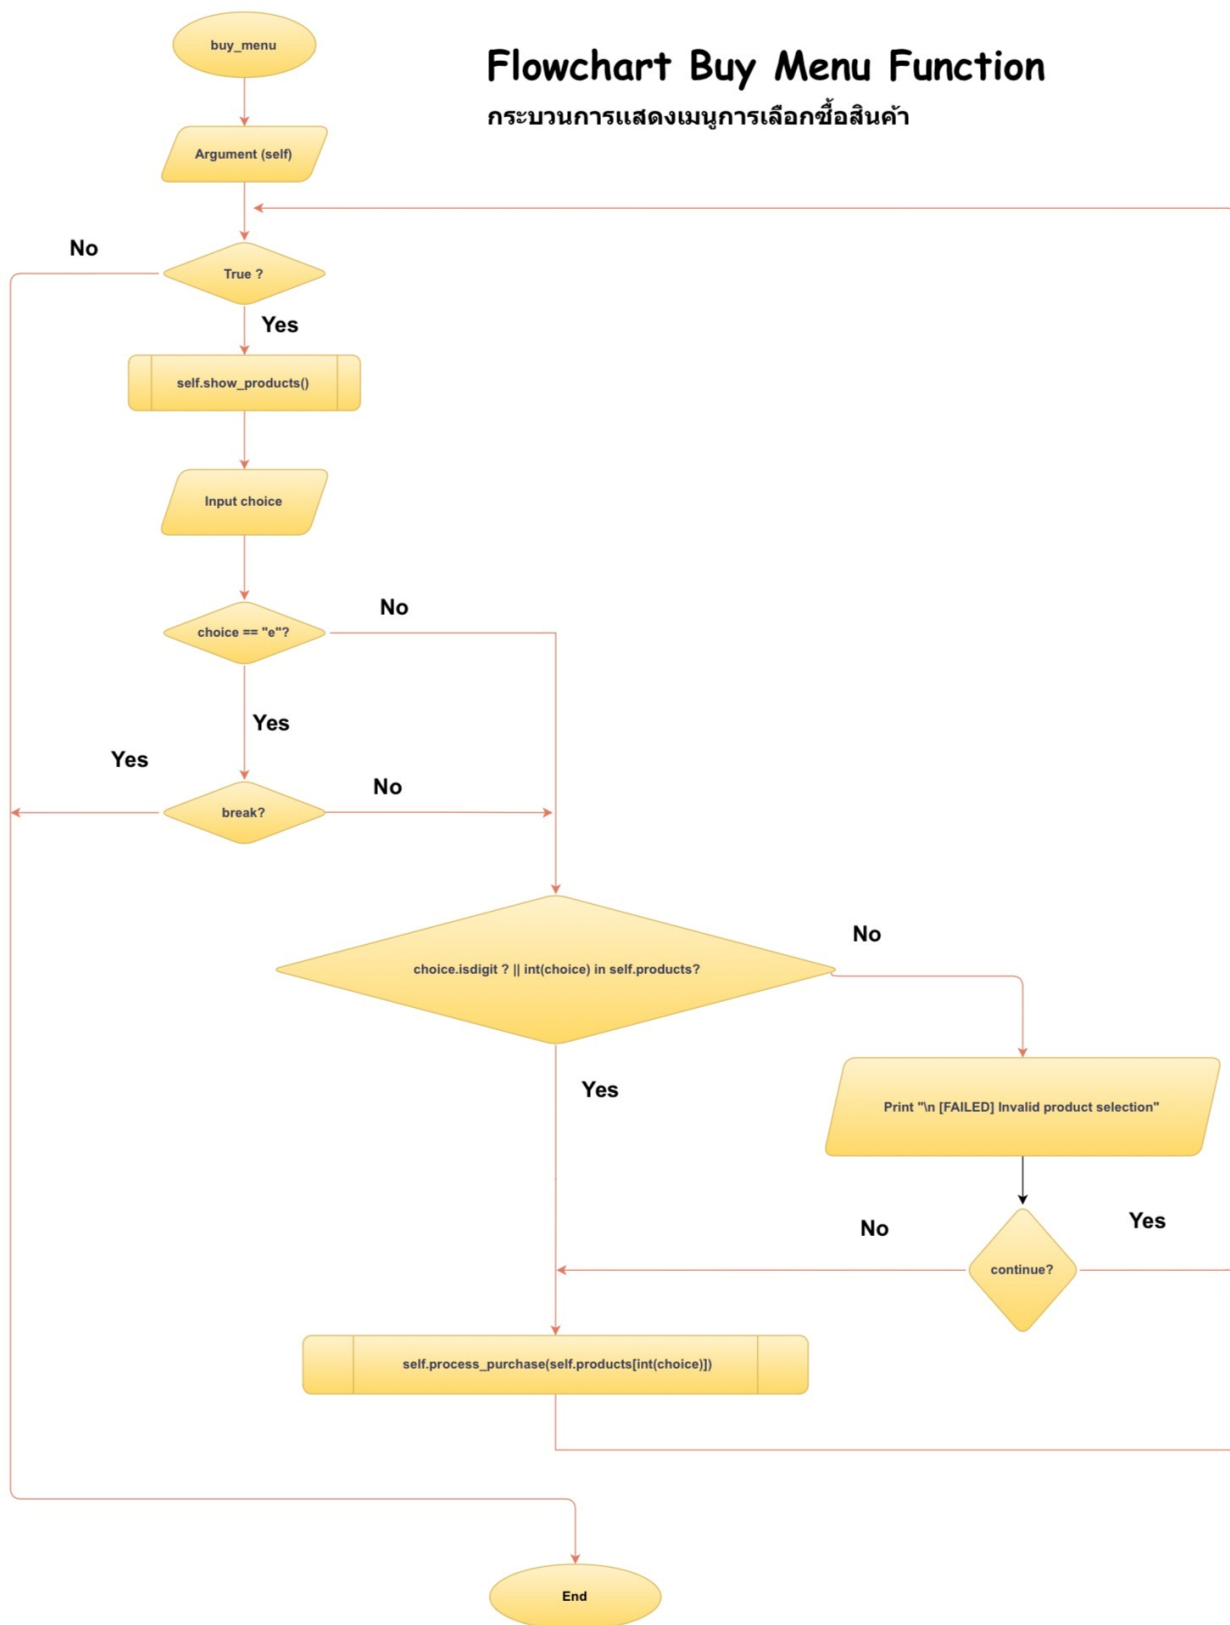 buy_menu
Flowchart Buy Menu Function
กระบวนการแสดงเมนูการเลือกซื้อสินค้า
Argument (self)
No
True ?
Yes
self.show_products()
Input choice
No
choice == "e"?
Yes
Yes
No
break?
No
choice.isdigit ? || int(choice) in self.products?
Yes
Print "\n [FAILED] Invalid product selection"
No
Yes
continue?
self.process_purchase(self.products[int(choice)])
End